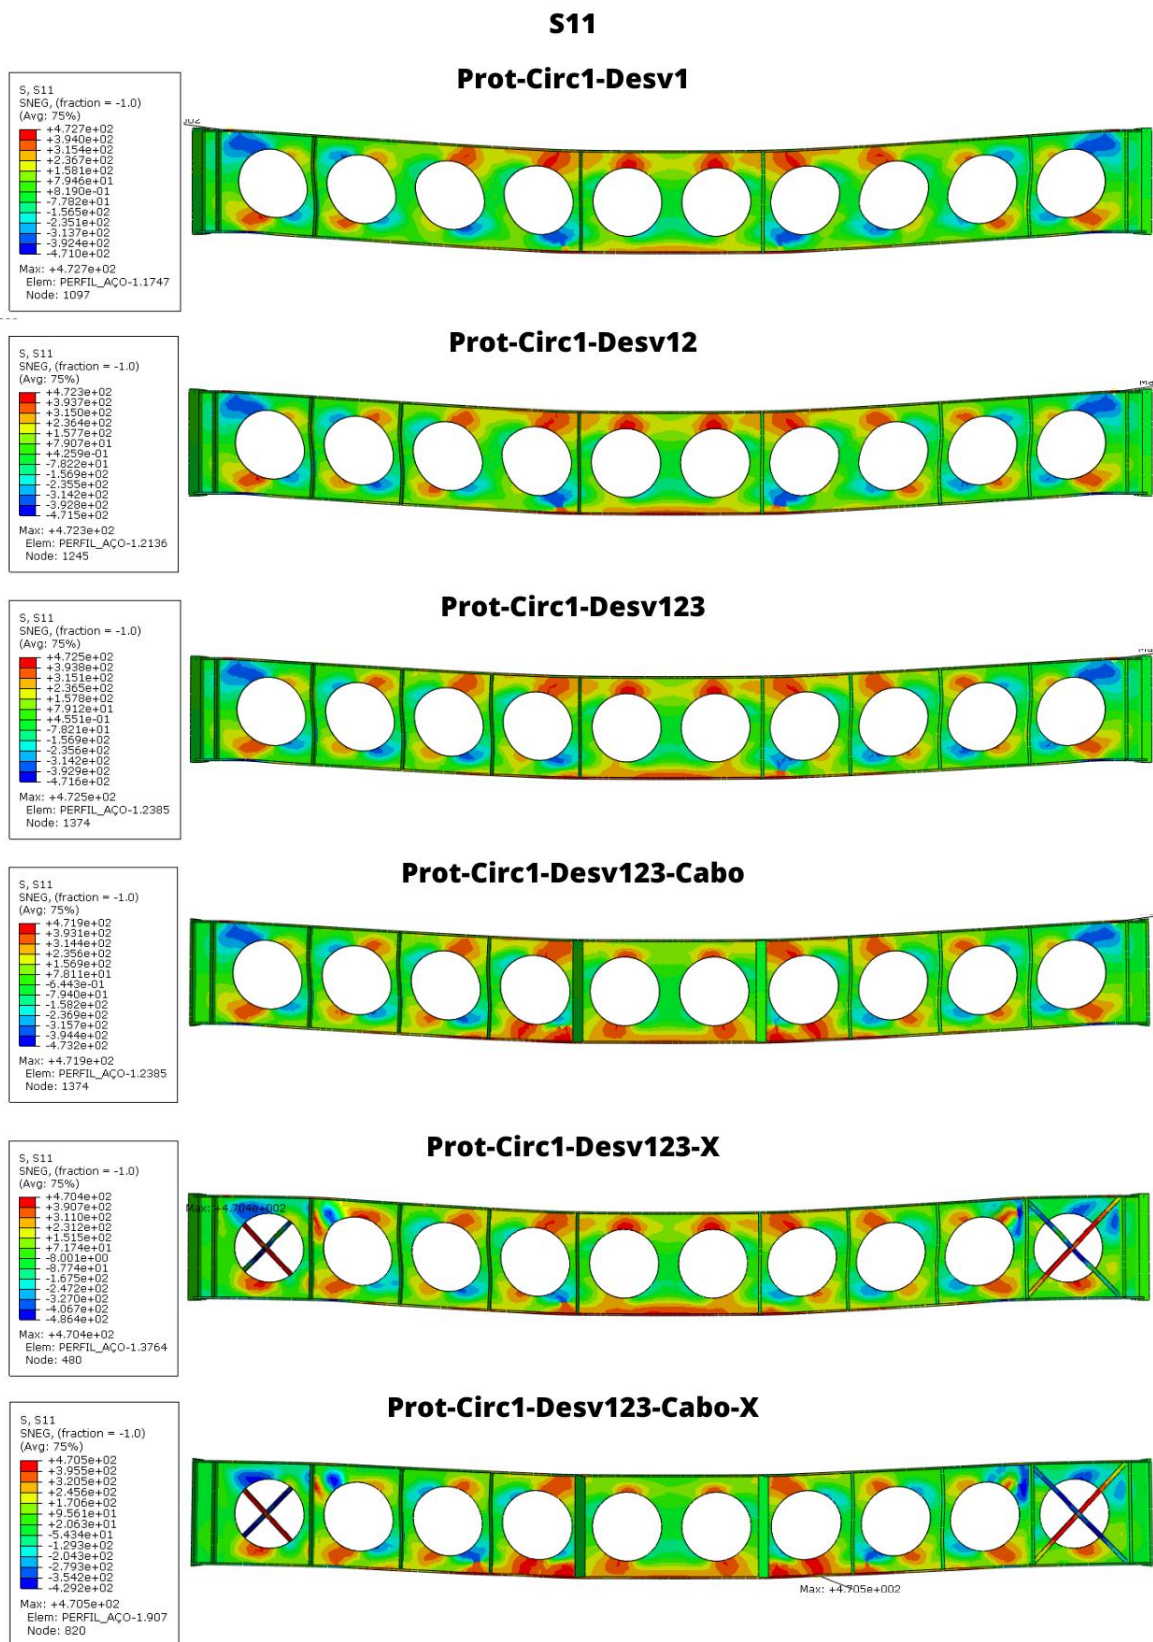 S11
Prot-Circ1-Desv1
S, S11
SNEG, (fraction = -1.0)
(Avg: 75%)
+4.727e+02
+3.940e+02
+3.154e+02
+2.367e+02
+1.581e+02
+7.946e+01
+8.190e-01
-7.782e+01
-1.565e+02
-2.351e+02
-3.137e+02
-3.924e+02
-4.710e+02
Max: +4.727e+02
Elem: PERFIL_AÇO-1.1747
Node: 1097
Prot-Circ1-Desv12
S, S11
SNEG, (fraction = -1.0)
(Avg: 75%)
+4.723e+02
+3.937e+02
+3.150e+02
+2.364e+02
+1.577e+02
+7.907e+01
+4.259e-01
-7.822e+01
-1.569e+02
-2.355e+02
-3.142e+02
-3.928e+02
-4.715e+02
Max: +4.723e+02
Elem: PERFIL_AÇO-1.2136
Node: 1245
Prot-Circ1-Desv123
S, S11
SNEG, (fraction = -1.0)
(Avg: 75%)
+4.725e+02
+3.938e+02
+3.151e+02
+2.365e+02
+1.578e+02
+7.912e+01
+4.551e-01
-7.821e+01
-1.569e+02
-2.356e+02
-3.142e+02
-3.929e+02
-4.716e+02
Max: +4.725e+02
Elem: PERFIL_AÇO-1.2385
Node: 1374
Prot-Circ1-Desv123-Cabo
S, S11
SNEG, (fraction = -1.0)
(Avg: 75%)
+4.719e+02
+3.931e+02
+3.144e+02
+2.356e+02
+1.569e+02
+7.811e+01
-6.443e-01
-7.940e+01
-1.582e+02
-2.369e+02
-3.157e+02
-3.944e+02
-4.732e+02
Max: +4.719e+02
Elem: PERFIL_AÇO-1.2385
Node: 1374
Prot-Circ1-Desv123-X
S, S11
SNEG, (fraction = -1.0)
(Avg: 75%)
+4.704e+02
+3.907e+02
+3.110e+02
+2.312e+02
+1.515e+02
+7.174e+01
-8.001e+00
-8.774e+01
-1.675e+02
-2.472e+02
-3.270e+02
-4.067e+02
-4.864e+02
Max: +4.704e+02
Elem: PERFIL_AÇO-1.3764
Node: 480
Max: +4.704e+002
Prot-Circ1-Desv123-Cabo-X
S, S11
SNEG, (fraction = -1.0)
(Avg: 75%)
+4.705e+02
+3.955e+02
+3.205e+02
+2.456e+02
+1.706e+02
+9.561e+01
+2.063e+01
-5.434e+01
-1.293e+02
-2.043e+02
-2.793e+02
-3.542e+02
-4.292e+02
Max: +4.705e+02
Elem: PERFIL_AÇO-1.907
Node: 820
Max: +4.705e+002